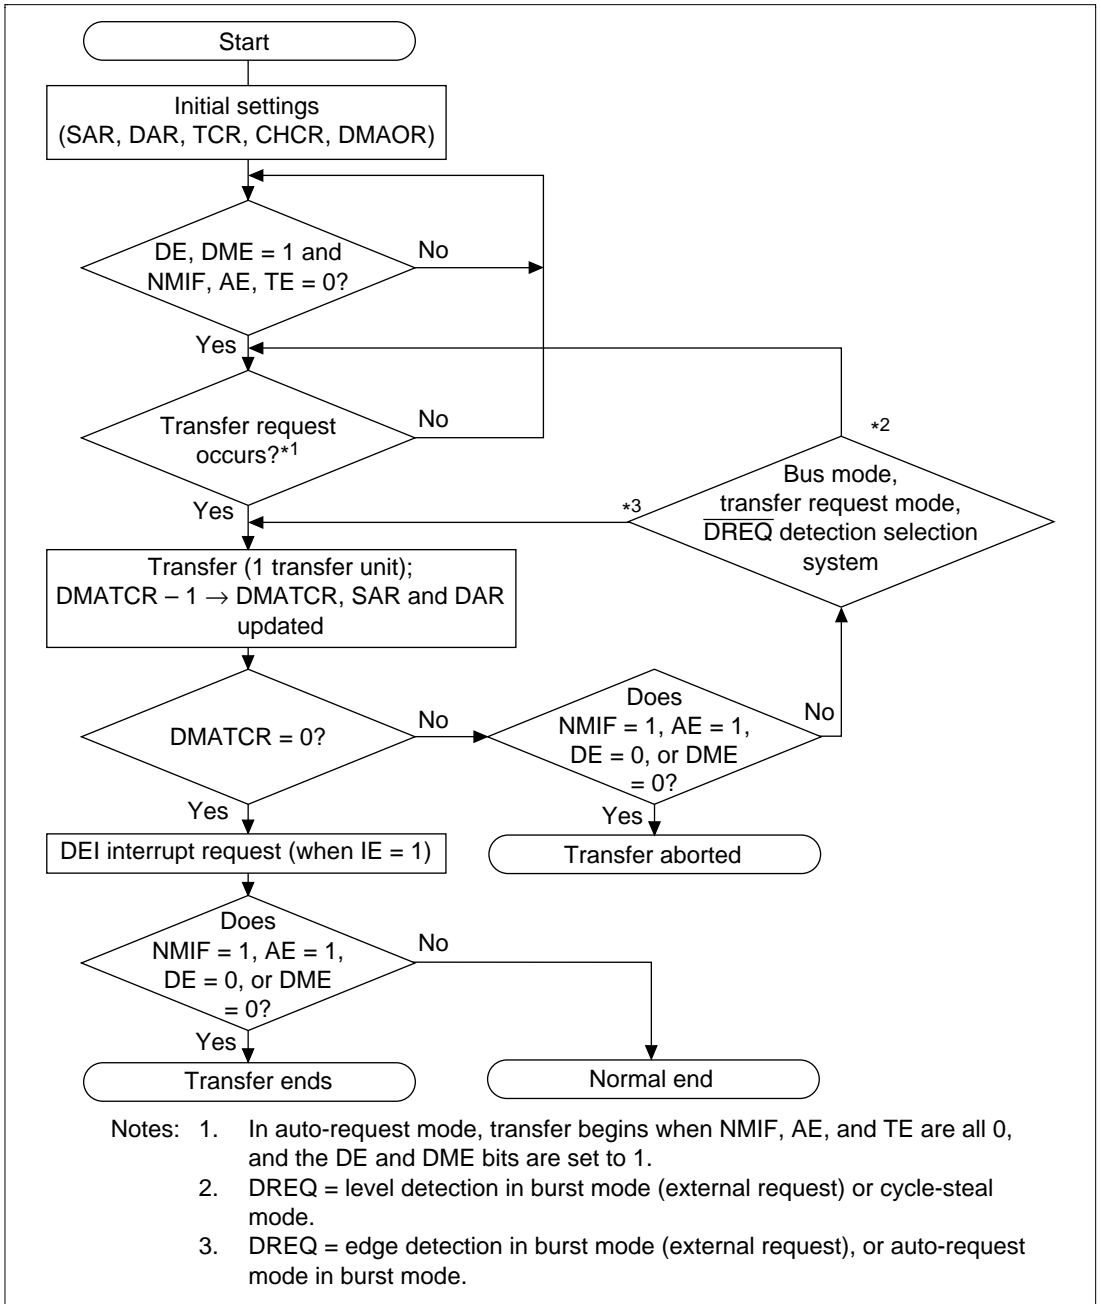 Start
Initial settings
(SAR, DAR, TCR, CHCR, DMAOR)
DE, DME = 1 and
NMIF, AE, TE = 0?
No
Yes
Transfer request
occurs?*1
No
Yes
*2
Bus mode,
transfer request mode,
DREQ detection selection
system
*3
Transfer (1 transfer unit);
DMATCR – 1 → DMATCR, SAR and DAR
updated
DMATCR = 0?
No
Does
NMIF = 1, AE = 1,
DE = 0, or DME
= 0?
No
Yes
Yes
DEI interrupt request (when IE = 1)
Transfer aborted
Does
NMIF = 1, AE = 1,
DE = 0, or DME
= 0?
No
Yes
Transfer ends
Normal end
Notes: 1. In auto-request mode, transfer begins when NMIF, AE, and TE are all 0,
and the DE and DME bits are set to 1.
2. DREQ = level detection in burst mode (external request) or cycle-steal
mode.
3. DREQ = edge detection in burst mode (external request), or auto-request
mode in burst mode.